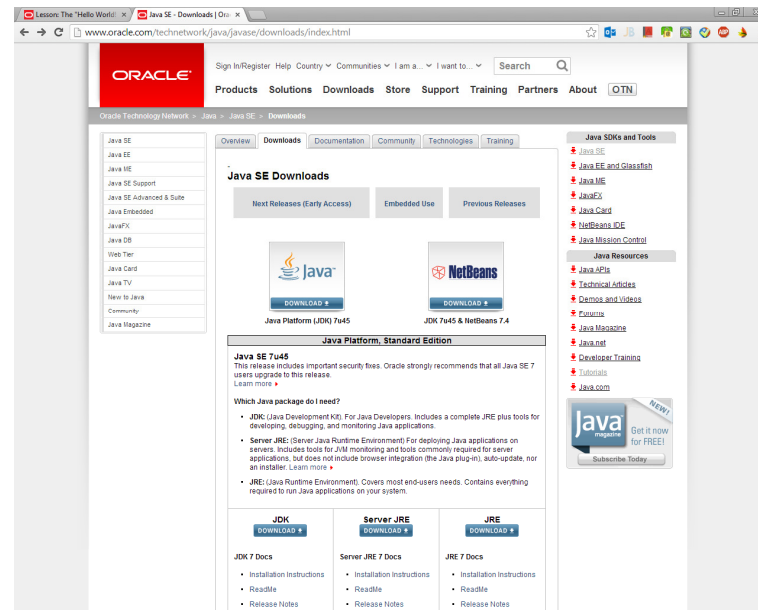 Lesson: The "Hello World!
Java SE - Downloads | Ora
www.oracle.com/technetwork/java/javase/downloads/index.html
ORACLE
Sign In/Register Help Country Communities I am a... I want to... Search
Products Solutions Downloads Store Support Training Partners About OTN
Oracle Technology Network > Java > Java SE > Downloads
Java SE
Java EE
Java ME
Java SE Support
Java SE Advanced & Suite
Java Embedded
JavaFX
Java DB
Web Tier
Java Card
Java TV
New to Java
Community
Java Magazine
Overview Downloads Documentation Community Technologies Training
Java SE Downloads
Next Releases (Early Access) Embedded Use Previous Releases
Java NetBeans
DOWNLOAD DOWNLOAD
Java Platform (JDK) 7u45 JDK 7u45 & NetBeans 7.4
Java Platform, Standard Edition
Java SE 7u45
This release includes important security fixes. Oracle strongly recommends that all Java SE 7
users upgrade to this release.
Learn more
Which Java package do I need?
• JDK: (Java Development Kit). For Java Developers. Includes a complete JRE plus tools for
developing, debugging, and monitoring Java applications.
• Server JRE: (Server Java Runtime Environment) For deploying Java applications on
servers. Includes tools for JVM monitoring and tools commonly required for server
applications, but does not include browser integration (the Java plug-in), auto-update, nor
an installer. Learn more
• JRE: (Java Runtime Environment). Covers most end-users needs. Contains everything
required to run Java applications on your system.
JDK Server JRE JRE
DOWNLOAD DOWNLOAD DOWNLOAD
JDK 7 Docs Server JRE 7 Docs JRE 7 Docs
• Installation Instructions • Installation Instructions • Installation Instructions
• ReadMe • ReadMe • ReadMe
• Release Notes • Release Notes • Release Notes
Java SDKs and Tools
Java SE
Java EE and Glassfish
Java ME
JavaFX
Java Card
NetBeans IDE
Java Mission Control
Java Resources
Java APIs
Technical Articles
Demos and Videos
Forums
Java Magazine
Java.net
Developer Training
Tutorials
Java.com
NEW!
Java
magazine
Get it now
for FREE!
Subscribe Today